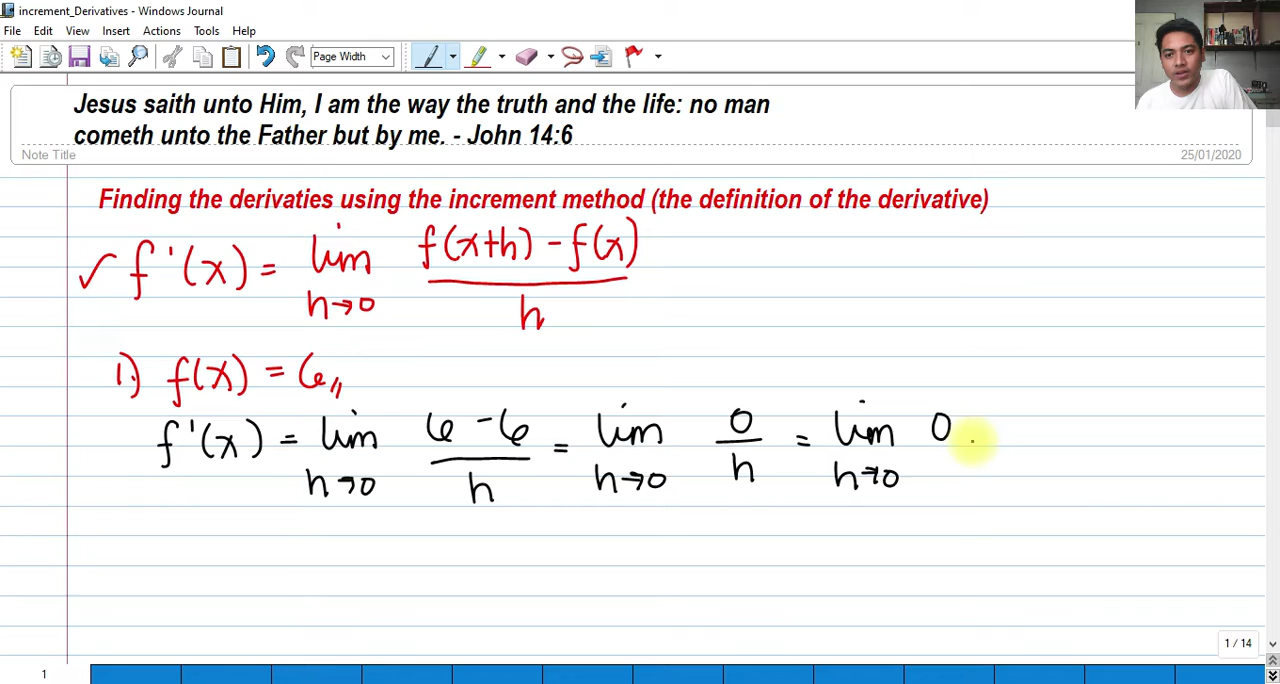 increment_Derivatives - Windows Journal
File Edit View Insert Actions Tools Help
Page Width
Jesus saith unto Him, I am the way the truth and the life: no man
cometh unto the Father but by me. - John 14:6
Note Title
25/01/2020
Finding the derivaties using the increment method (the definition of the derivative)
✓ f'(x) = lim f(x+h) - f(x)
h→0 h
1.) f(x) = 6,,
f'(x) = lim 6 - 6 = lim 0 = lim 0
h→0 h h→0 h h→0
1 / 14
1